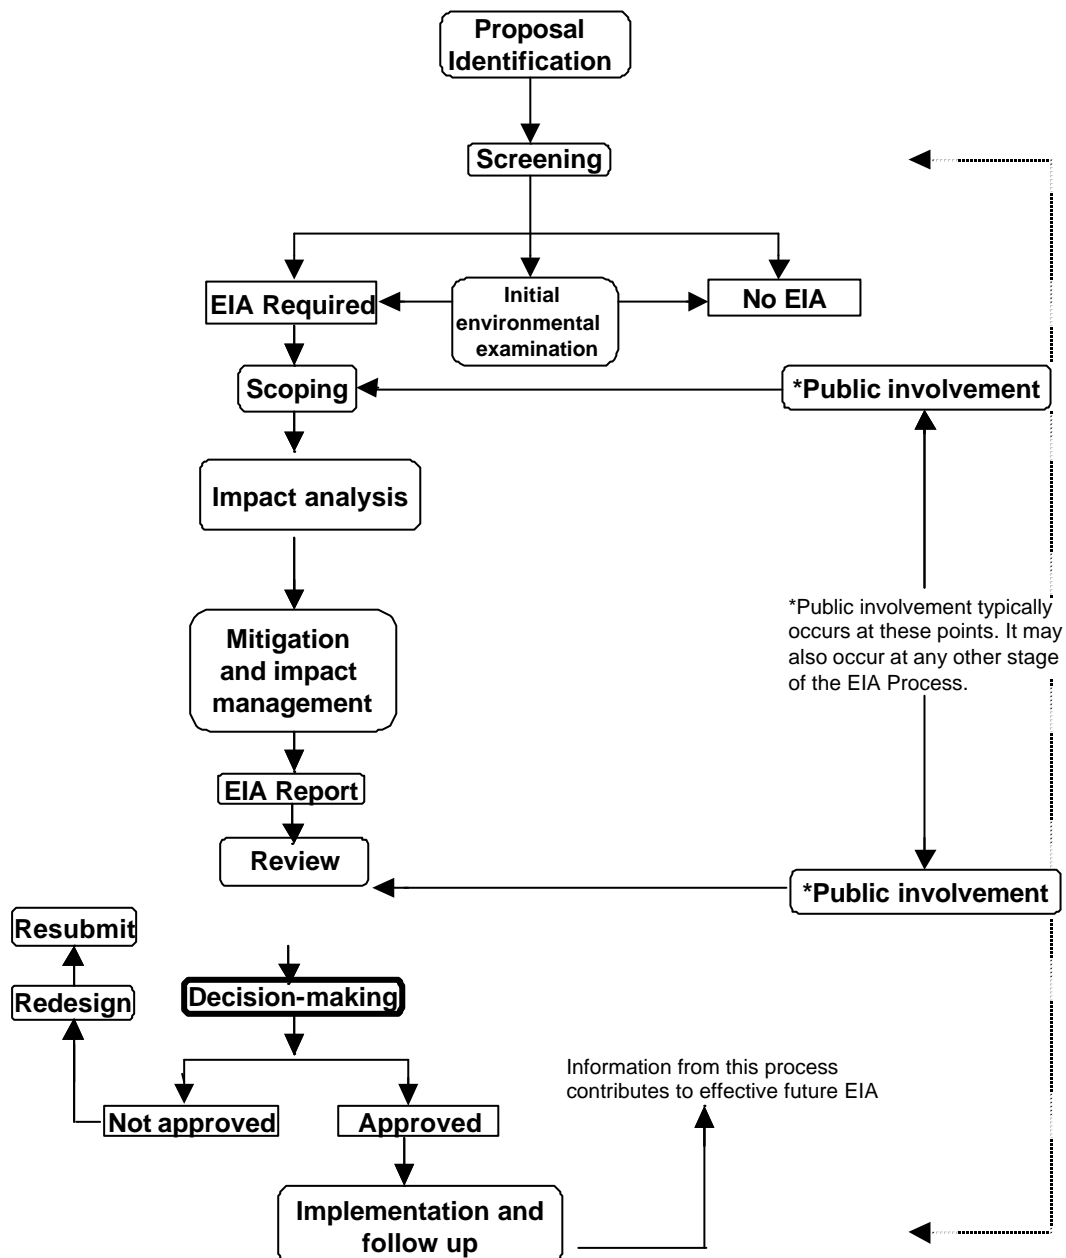 Proposal
Identification
Screening
EIA Required
Initial
environmental
examination
No EIA
Scoping
*Public involvement
Impact analysis
*Public involvement typically
occurs at these points. It may
also occur at any other stage
of the EIA Process.
Mitigation
and impact
management
EIA Report
Review
*Public involvement
Resubmit
Redesign
Decision-making
Not approved
Approved
Information from this process
contributes to effective future EIA
Implementation and
follow up